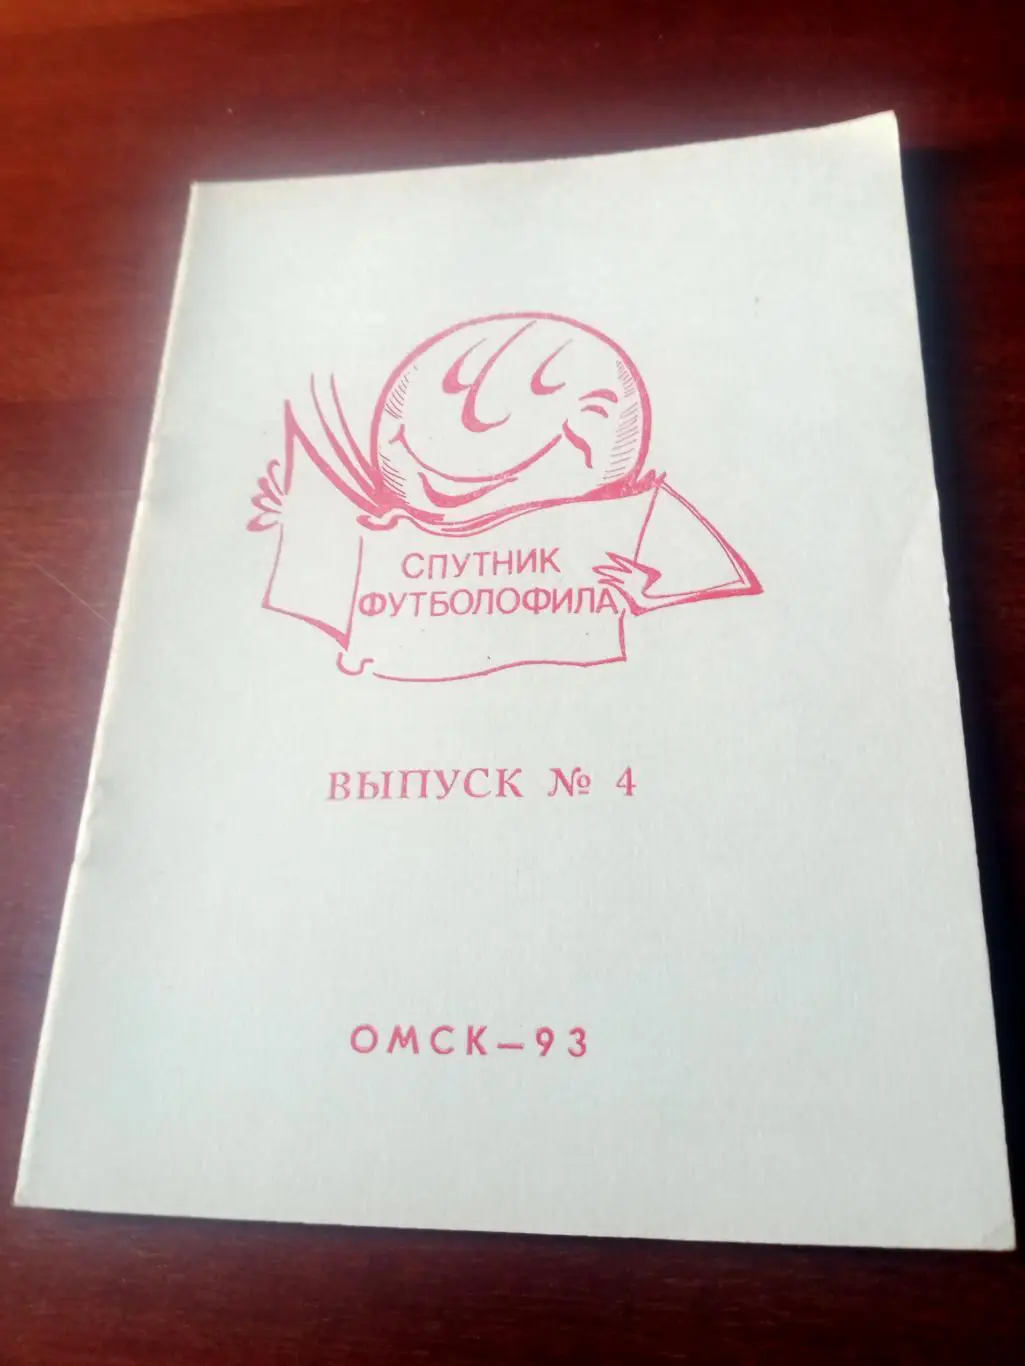 СПУТНИК
ФУТБОЛОФИЛА
ВЫПУСК № 4
ОМСК – 93